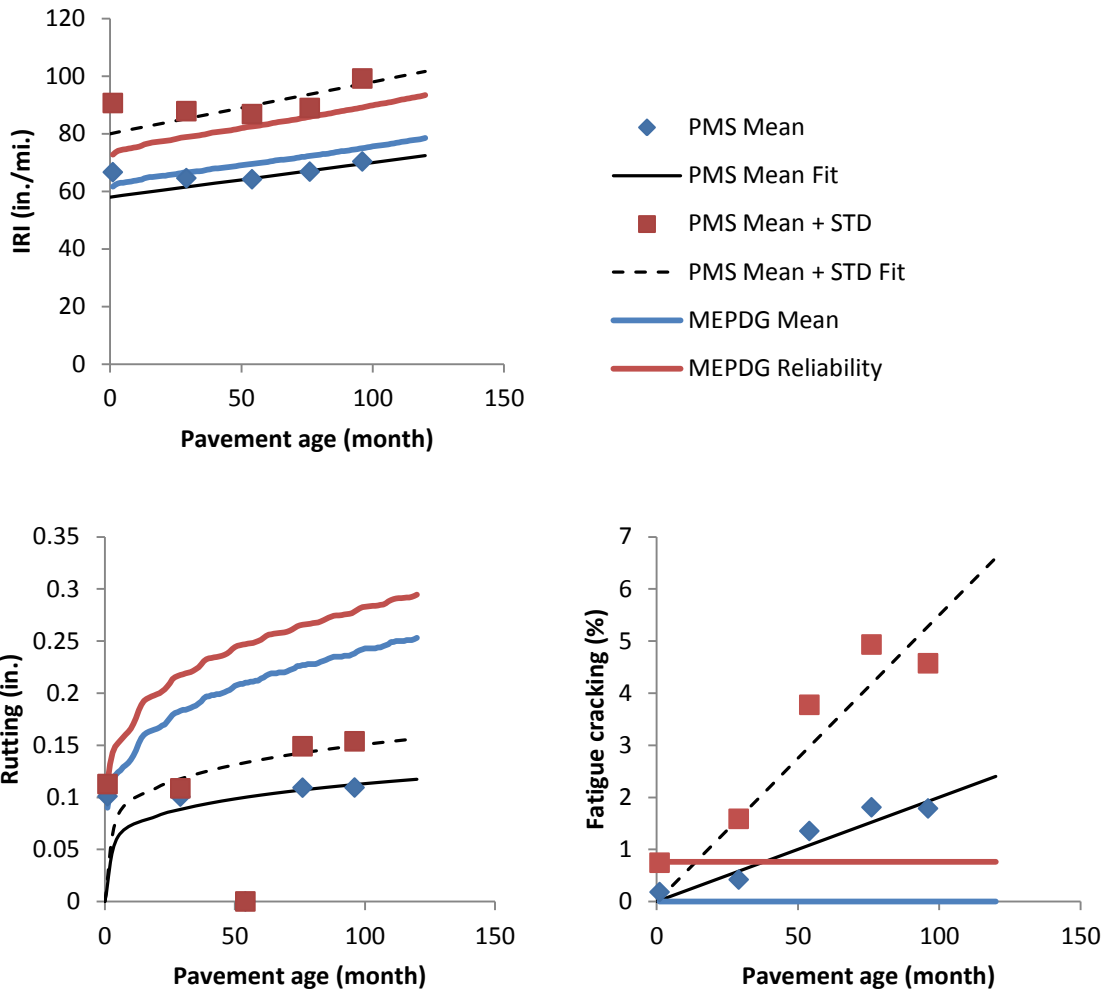 120
100
80
60
40
20
0
IRI (in./mi.)
0 50 100 150
Pavement age (month)
PMS Mean
PMS Mean Fit
PMS Mean + STD
PMS Mean + STD Fit
MEPDG Mean
MEPDG Reliability
0.35
0.3
0.25
0.2
0.15
0.1
0.05
0
Rutting (in.)
0 50 100 150
Pavement age (month)
7
6
5
4
3
2
1
0
Fatigue cracking (%)
0 50 100 150
Pavement age (month)